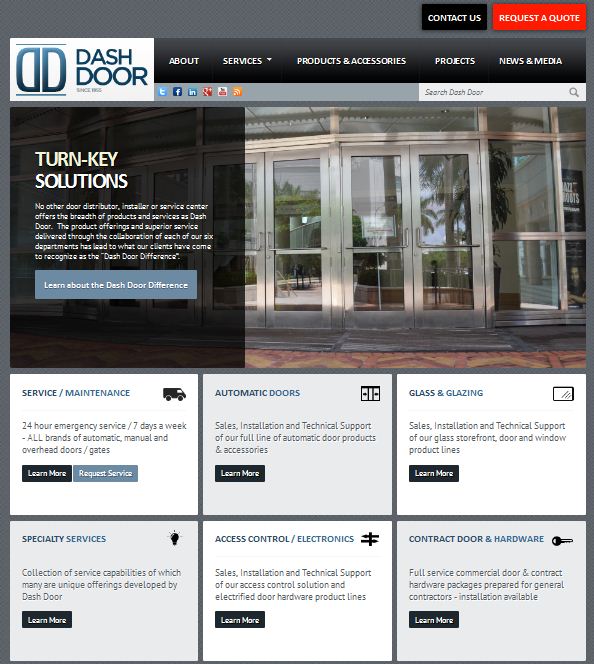 CONTACT US
REQUEST A QUOTE
DASH
DOOR
SINCE 1955
ABOUT
SERVICES
PRODUCTS & ACCESSORIES
PROJECTS
NEWS & MEDIA
Search Dash Door
TURN-KEY
SOLUTIONS
No other door distributor, installer or service center
offers the breadth of products and services as Dash
Door. The product offerings and superior service
delivered through the collaboration of each of our six
departments has lead to what our clients have come
to recognize as the "Dash Door Difference".
Learn about the Dash Door Difference
SERVICE / MAINTENANCE
24 hour emergency service / 7 days a week
- ALL brands of automatic, manual and
overhead doors / gates
Learn More
Request Service
AUTOMATIC DOORS
Sales, Installation and Technical Support
of our full line of automatic door products
& accessories
Learn More
GLASS & GLAZING
Sales, Installation and Technical Support
of our glass storefront, door and window
product lines
Learn More
SPECIALTY SERVICES
Collection of service capabilities of which
many are unique offerings developed by
Dash Door
Learn More
ACCESS CONTROL / ELECTRONICS
Sales, Installation and Technical Support
of our access control solution and
electrified door hardware product lines
Learn More
CONTRACT DOOR & HARDWARE
Full service commercial door & contract
hardware packages prepared for general
contractors - installation available
Learn More